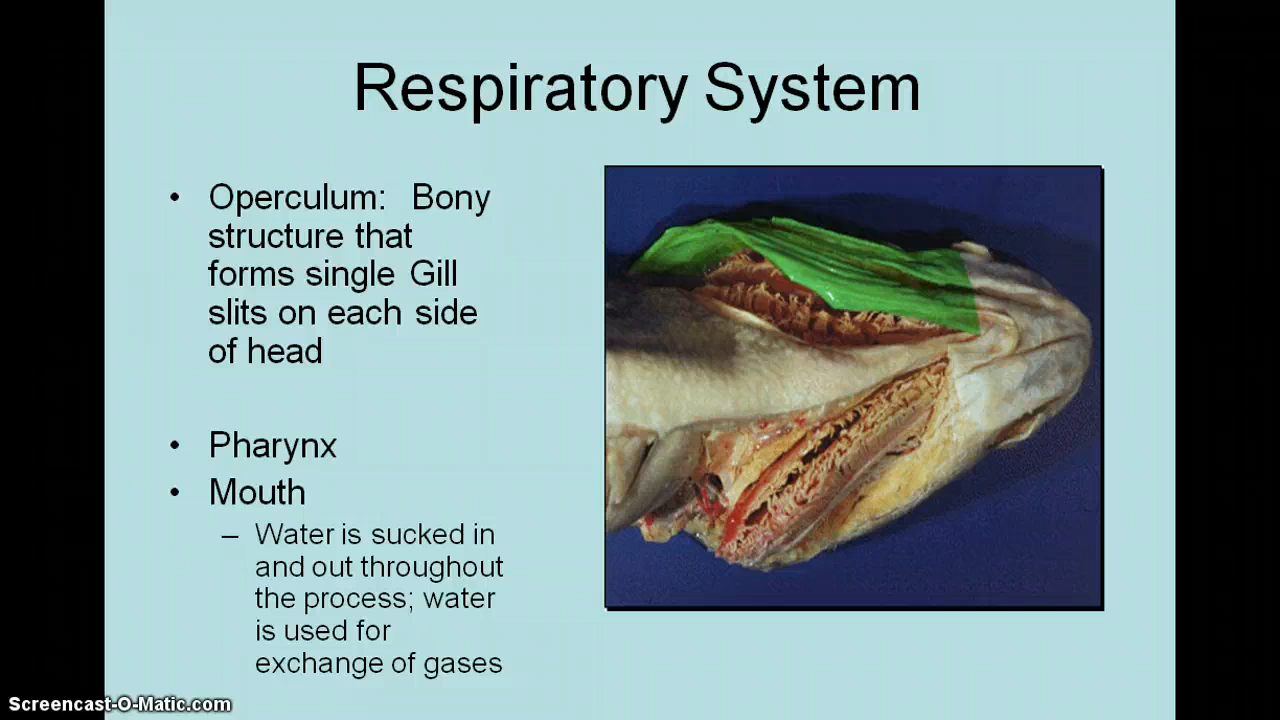 Respiratory System
• Operculum: Bony
structure that
forms single Gill
slits on each side
of head
• Pharynx
• Mouth
– Water is sucked in
and out throughout
the process; water
is used for
exchange of gases
Screencast-O-Matic.com